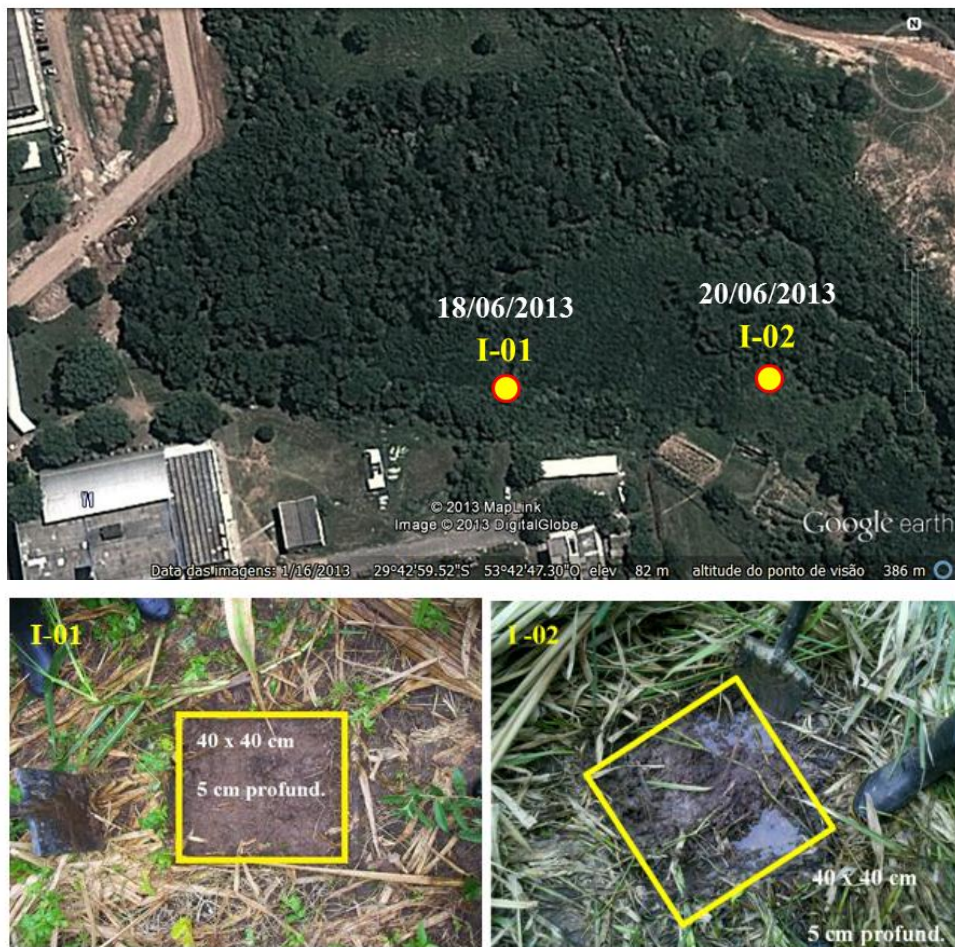 N
18/06/2013
I-01
20/06/2013
I-02
© 2013 MapLink
Image © 2013 DigitalGlobe
Google earth
Data das imagens: 1/16/2013 29°42'59.52"S 53°42'47.30"O elev 82 m altitude do ponto de visão 386 m
I-01
40 x 40 cm
5 cm profund.
I-02
40 x 40 cm
5 cm profund.